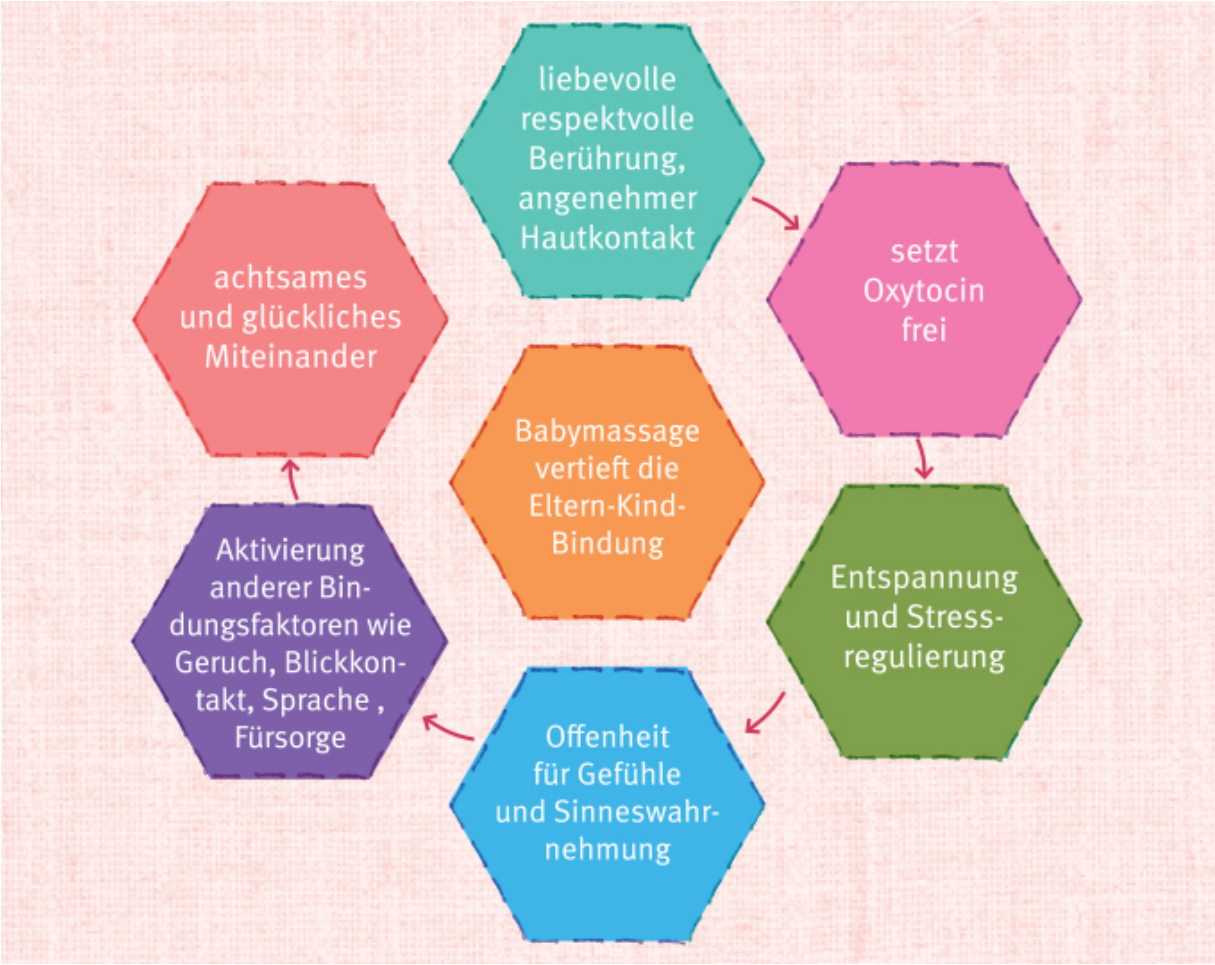 liebevolle
respektvolle
Berührung,
angenehmer
Hautkontakt
setzt
Oxytocin
frei
Entspannung
und Stress-
regulierung
Offenheit
für Gefühle
und Sinneswahr-
nehmung
Aktivierung
anderer Bin-
dungsfaktoren wie
Geruch, Blickkon-
takt, Sprache ,
Fürsorge
achtsames
und glückliches
Miteinander
Babymassage
vertieft die
Eltern-Kind-
Bindung